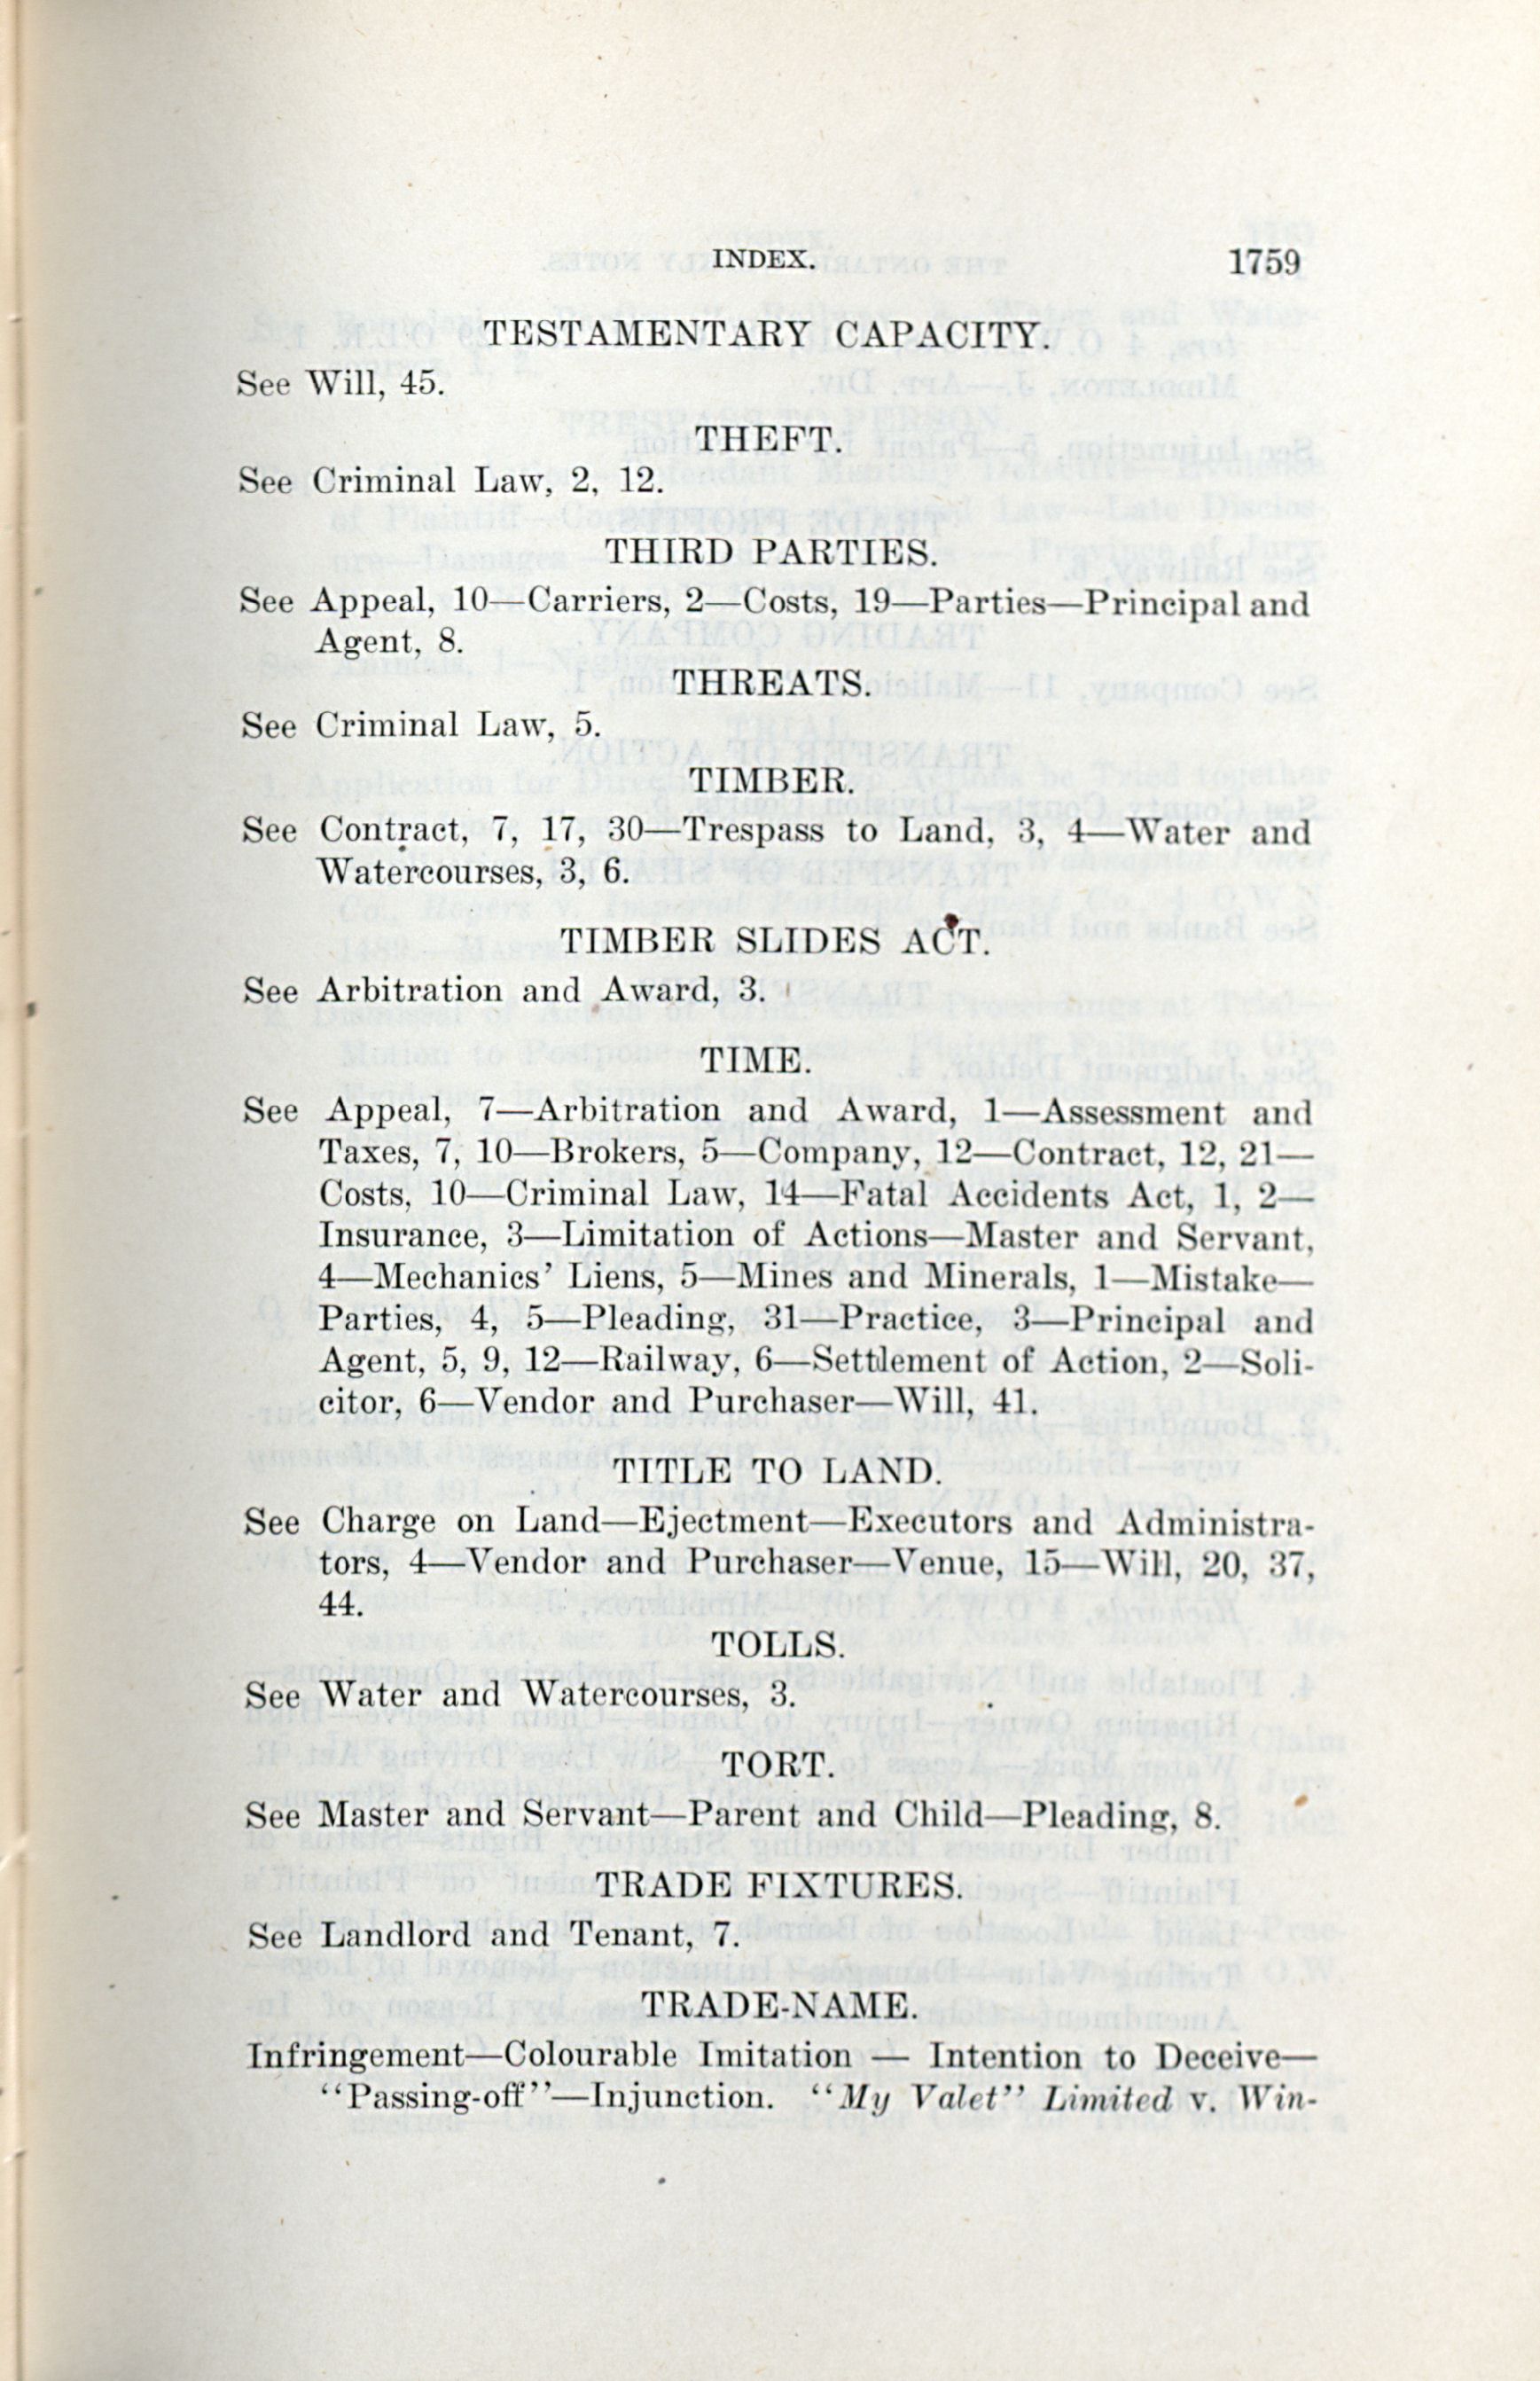 INDEX. 1759
TESTAMENTARY CAPACITY.
See Will, 45.
THEFT.
See Criminal Law, 2, 12.
THIRD PARTIES.
See Appeal, 10—Carriers, 2—Costs, 19—Parties—Principal and
Agent, 8.
THREATS.
See Criminal Law, 5.
TIMBER.
See Contract, 7, 17, 30—Trespass to Land, 3, 4—Water and
Watercourses, 3, 6.
TIMBER SLIDES ACT.
See Arbitration and Award, 3.
TIME.
See Appeal, 7—Arbitration and Award, 1—Assessment and
Taxes, 7, 10—Brokers, 5—Company, 12—Contract, 12, 21—
Costs, 10—Criminal Law, 14—Fatal Accidents Act, 1, 2—
Insurance, 3—Limitation of Actions—Master and Servant,
4—Mechanics' Liens, 5—Mines and Minerals, 1—Mistake—
Parties, 4, 5—Pleading, 31—Practice, 3—Principal and
Agent, 5, 9, 12—Railway, 6—Settlement of Action, 2—Soli-
citor, 6—Vendor and Purchaser—Will, 41.
TITLE TO LAND.
See Charge on Land—Ejectment—Executors and Administra-
tors, 4—Vendor and Purchaser—Venue, 15—Will, 20, 37,
44.
TOLLS.
See Water and Watercourses, 3.
TORT.
See Master and Servant—Parent and Child—Pleading, 8.
TRADE FIXTURES.
See Landlord and Tenant, 7.
TRADE-NAME.
Infringement—Colourable Imitation — Intention to Deceive—
"Passing-off"—Injunction. "My Valet" Limited v. Win-